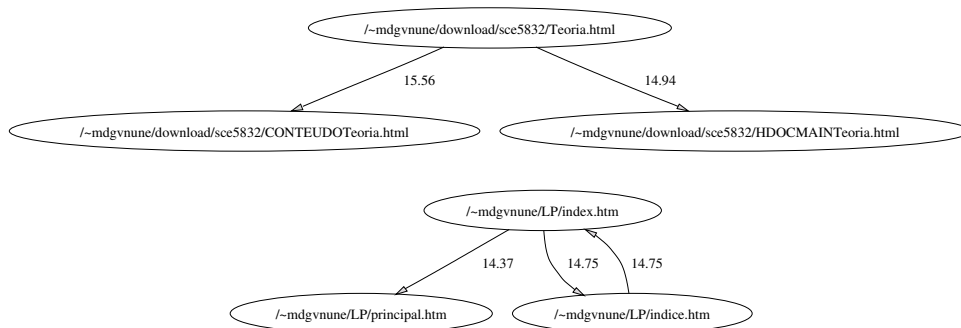 /~mdgvnune/download/sce5832/Teoria.html
15.56
14.94
/~mdgvnune/download/sce5832/CONTEUDOTeoria.html
/~mdgvnune/download/sce5832/HDOCMAINTeoria.html
/~mdgvnune/LP/index.htm
14.37
14.75
14.75
/~mdgvnune/LP/principal.htm
/~mdgvnune/LP/indice.htm